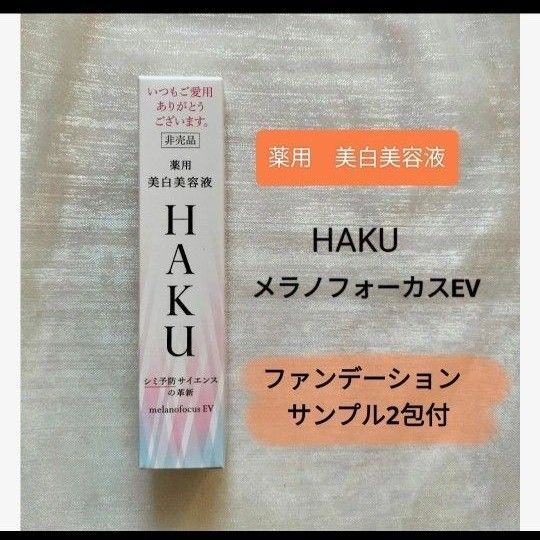 いつもご愛用
ありがとう
ございます。
非売品
薬用
美白美容液
HAKU
シミ予防サイエンス
の革新
melanofocus EV
薬用 美白美容液
HAKU
メラノフォーカスEV
ファンデーション
サンプル2包付